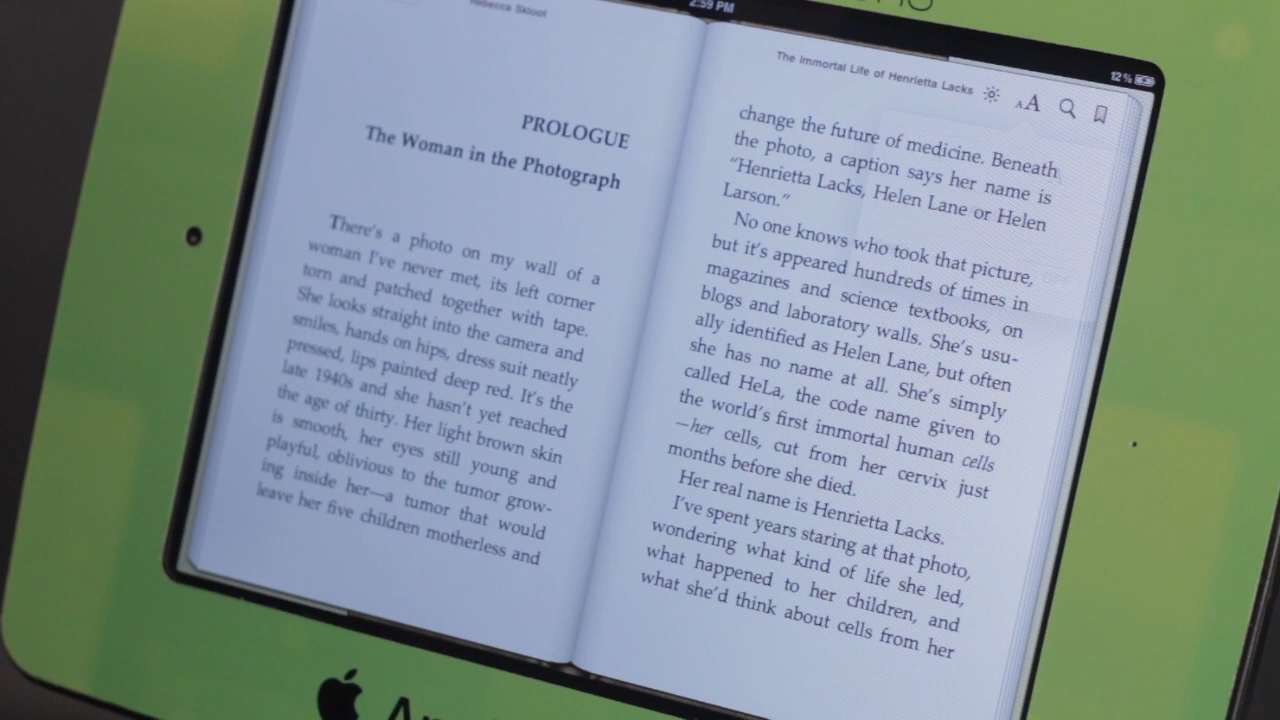 Rebecca Skloot
2:59 PM
12%
The Immortal Life of Henrietta Lacks
AA
PROLOGUE
The Woman in the Photograph
There's a photo on my wall of a
woman I've never met, its left corner
torn and patched together with tape.
She looks straight into the camera and
smiles, hands on hips, dress suit neatly
pressed, lips painted deep red. It's the
late 1940s and she hasn't yet reached
the age of thirty. Her light brown skin
is smooth, her eyes still young and
playful, oblivious to the tumor grow-
ing inside her—a tumor that would
leave her five children motherless and
change the future of medicine. Beneath
the photo, a caption says her name is
“Henrietta Lacks, Helen Lane or Helen
Larson.”
No one knows who took that picture,
but it's appeared hundreds of times in
magazines and science textbooks, on
blogs and laboratory walls. She's usu-
ally identified as Helen Lane, but often
she has no name at all. She's simply
called HeLa, the code name given to
the world's first immortal human cells
—her cells, cut from her cervix just
months before she died.
Her real name is Henrietta Lacks.
I've spent years staring at that photo,
wondering what kind of life she led,
what happened to her children, and
what she'd think about cells from her